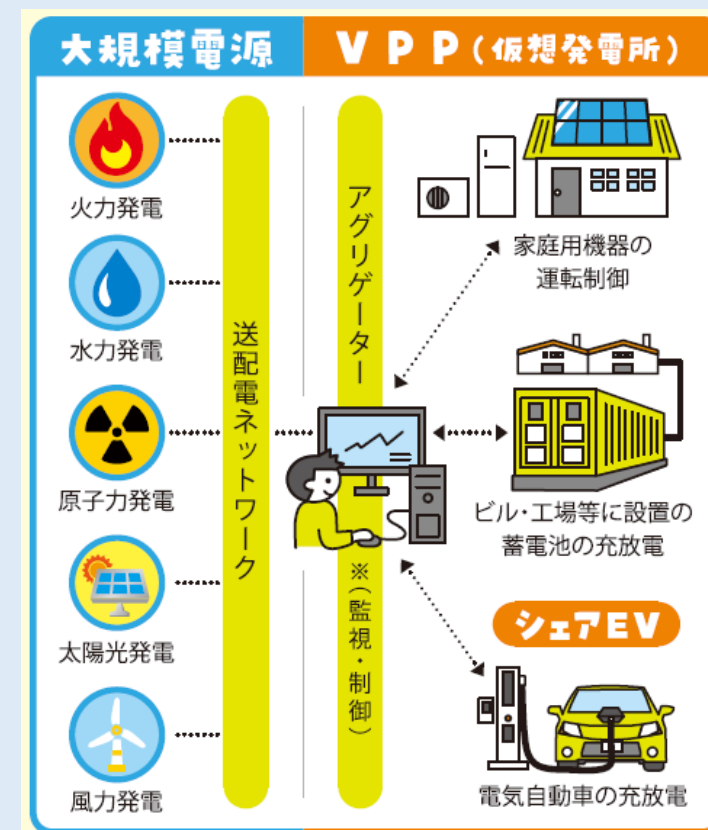 大規模電源
VPP(仮想発電所)
火力発電
水力発電
原子力発電
太陽光発電
風力発電
送配電ネットワーク
アグリゲーター
※(監視・制御)
家庭用機器の
運転制御
ビル・工場等に設置の
蓄電池の充放電
シェアEV
電気自動車の充放電